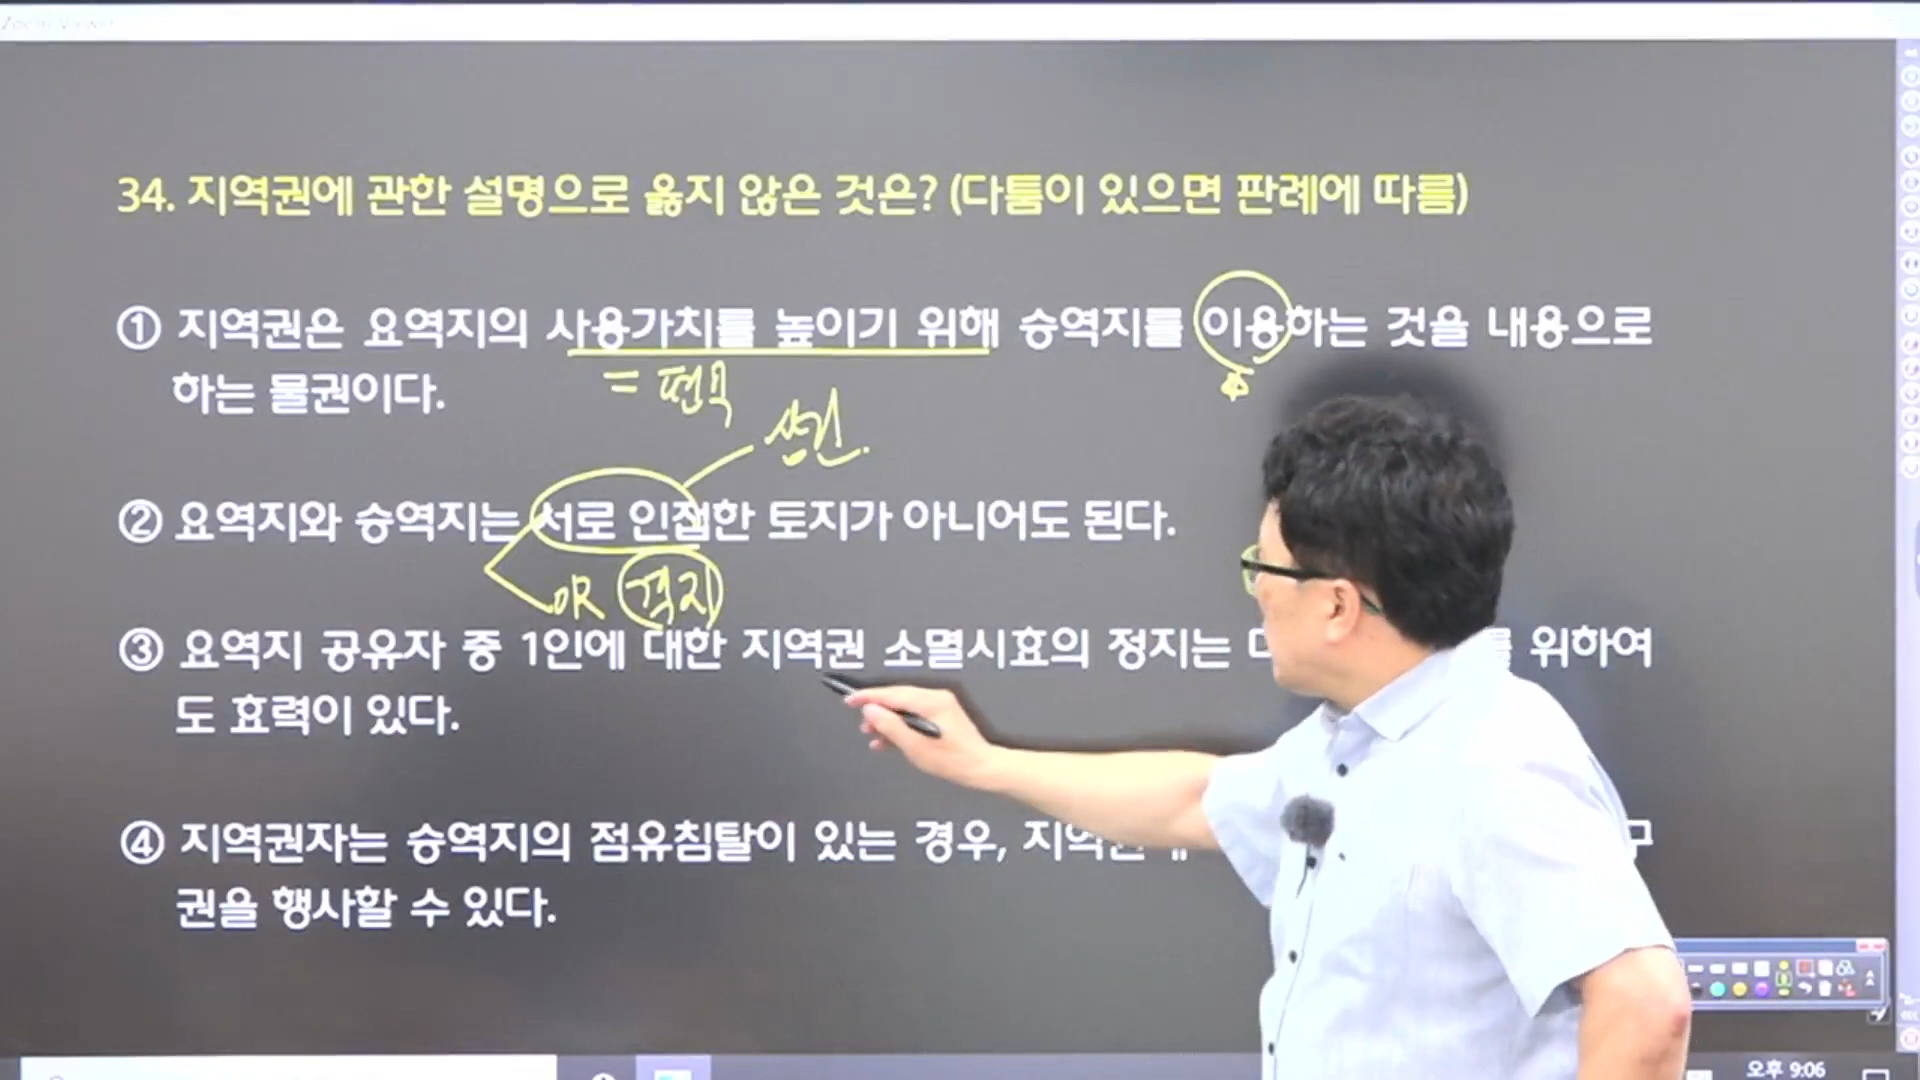 Zoom Viewer
34. 지역권에 관한 설명으로 옳지 않은 것은? (다툼이 있으면 판례에 따름)
① 지역권은 요역지의 사용가치를 높이기 위해 승역지를 이용하는 것을 내용으로
하는 물권이다.
= 편익
② 요역지와 승역지는 서로 인접한 토지가 아니어도 된다.
OR 격지
③ 요역지 공유자 중 1인에 대한 지역권 소멸시효의 정지는 위하여
도 효력이 있다.
④ 지역권자는 승역지의 점유침탈이 있는 경우, 지역권
권을 행사할 수 있다.
오후 9:06